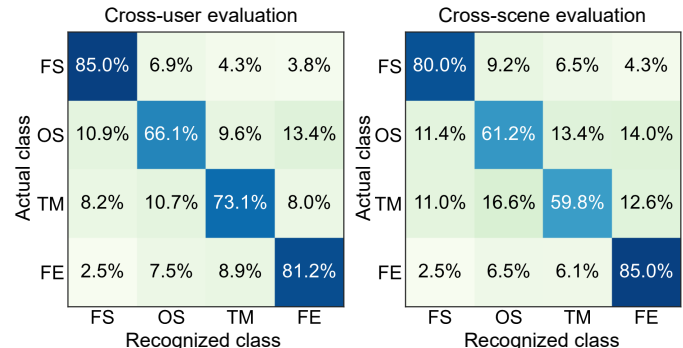 Cross-user evaluation
Actual class
FS 85.0% 6.9% 4.3% 3.8%
OS 10.9% 66.1% 9.6% 13.4%
TM 8.2% 10.7% 73.1% 8.0%
FE 2.5% 7.5% 8.9% 81.2%
FS OS TM FE
Recognized class
Cross-scene evaluation
Actual class
FS 80.0% 9.2% 6.5% 4.3%
OS 11.4% 61.2% 13.4% 14.0%
TM 11.0% 16.6% 59.8% 12.6%
FE 2.5% 6.5% 6.1% 85.0%
FS OS TM FE
Recognized class